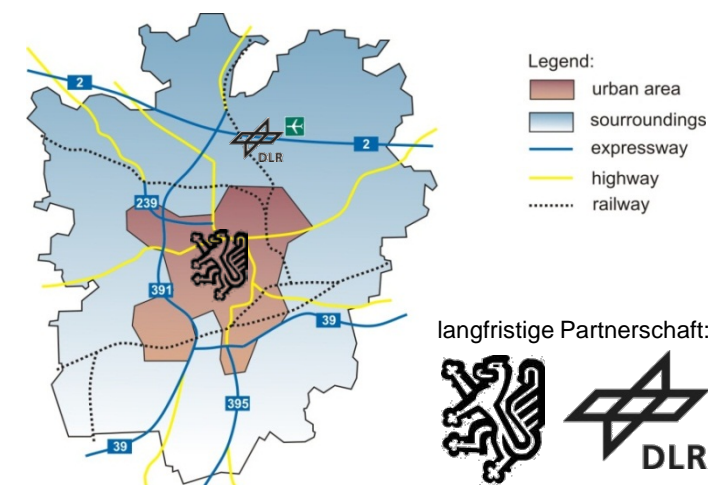 Legend:
urban area
sourroundings
expressway
highway
railway
2
DLR
2
239
391
39
395
39
langfristige Partnerschaft:
DLR